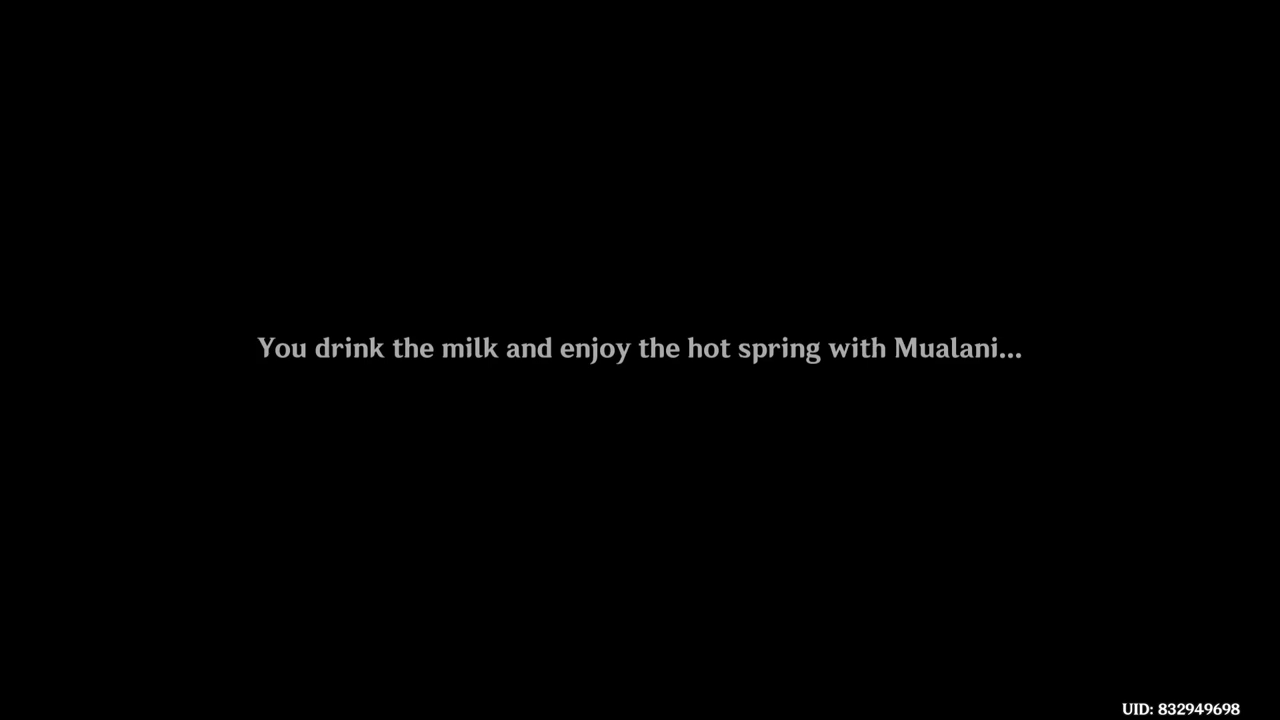 You drink the milk and enjoy the hot spring with Mualani...
UID: 832949698